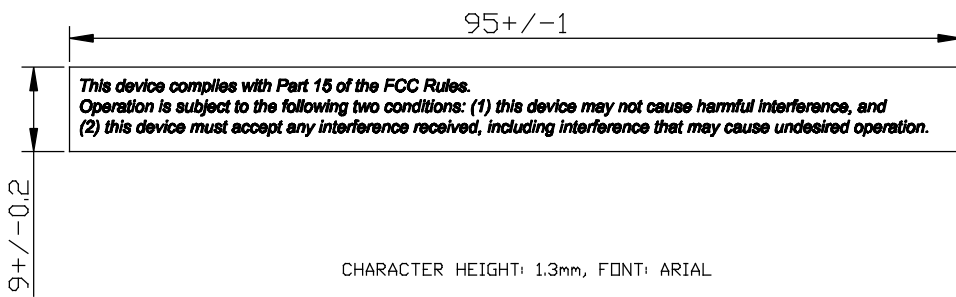 95+/-1
This device complies with Part 15 of the FCC Rules.
Operation is subject to the following two conditions: (1) this device may not cause harmful interference, and
(2) this device must accept any interference received, including interference that may cause undesired operation.
9+/-0.2
CHARACTER HEIGHT: 1.3mm, FONT: ARIAL